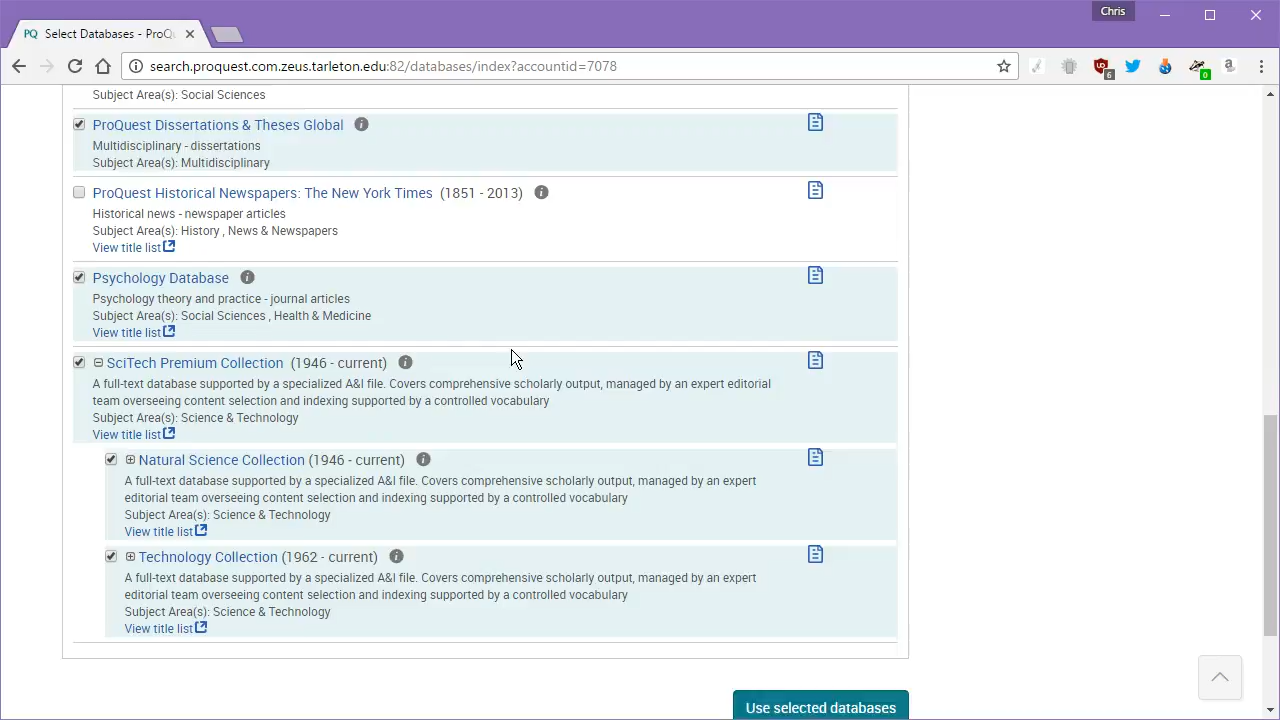 Chris
PQ Select Databases - ProQ
search.proquest.com.zeus.tarleton.edu:82/databases/index?accountid=7078
6
0
Subject Area(s): Social Sciences
ProQuest Dissertations & Theses Global
Multidisciplinary - dissertations
Subject Area(s): Multidisciplinary
ProQuest Historical Newspapers: The New York Times (1851 - 2013)
Historical news - newspaper articles
Subject Area(s): History , News & Newspapers
View title list
Psychology Database
Psychology theory and practice - journal articles
Subject Area(s): Social Sciences , Health & Medicine
View title list
SciTech Premium Collection (1946 - current)
A full-text database supported by a specialized A&I file. Covers comprehensive scholarly output, managed by an expert editorial
team overseeing content selection and indexing supported by a controlled vocabulary
Subject Area(s): Science & Technology
View title list
Natural Science Collection (1946 - current)
A full-text database supported by a specialized A&I file. Covers comprehensive scholarly output, managed by an expert
editorial team overseeing content selection and indexing supported by a controlled vocabulary
Subject Area(s): Science & Technology
View title list
Technology Collection (1962 - current)
A full-text database supported by a specialized A&I file. Covers comprehensive scholarly output, managed by an expert
editorial team overseeing content selection and indexing supported by a controlled vocabulary
Subject Area(s): Science & Technology
View title list
Use selected databases